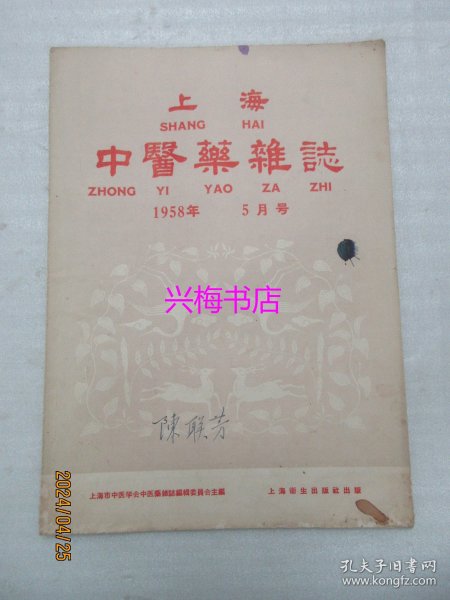 上海
SHANG HAI
中醫藥雜誌
ZHONG YI YAO ZA ZHI
1958年 5月号
兴梅书店
陳联芳
上海市中医学会中医藥雜誌編輯委員会主編 上海衛生出版社出版
2024/04/25
孔夫子旧书网
www.kongfz.com